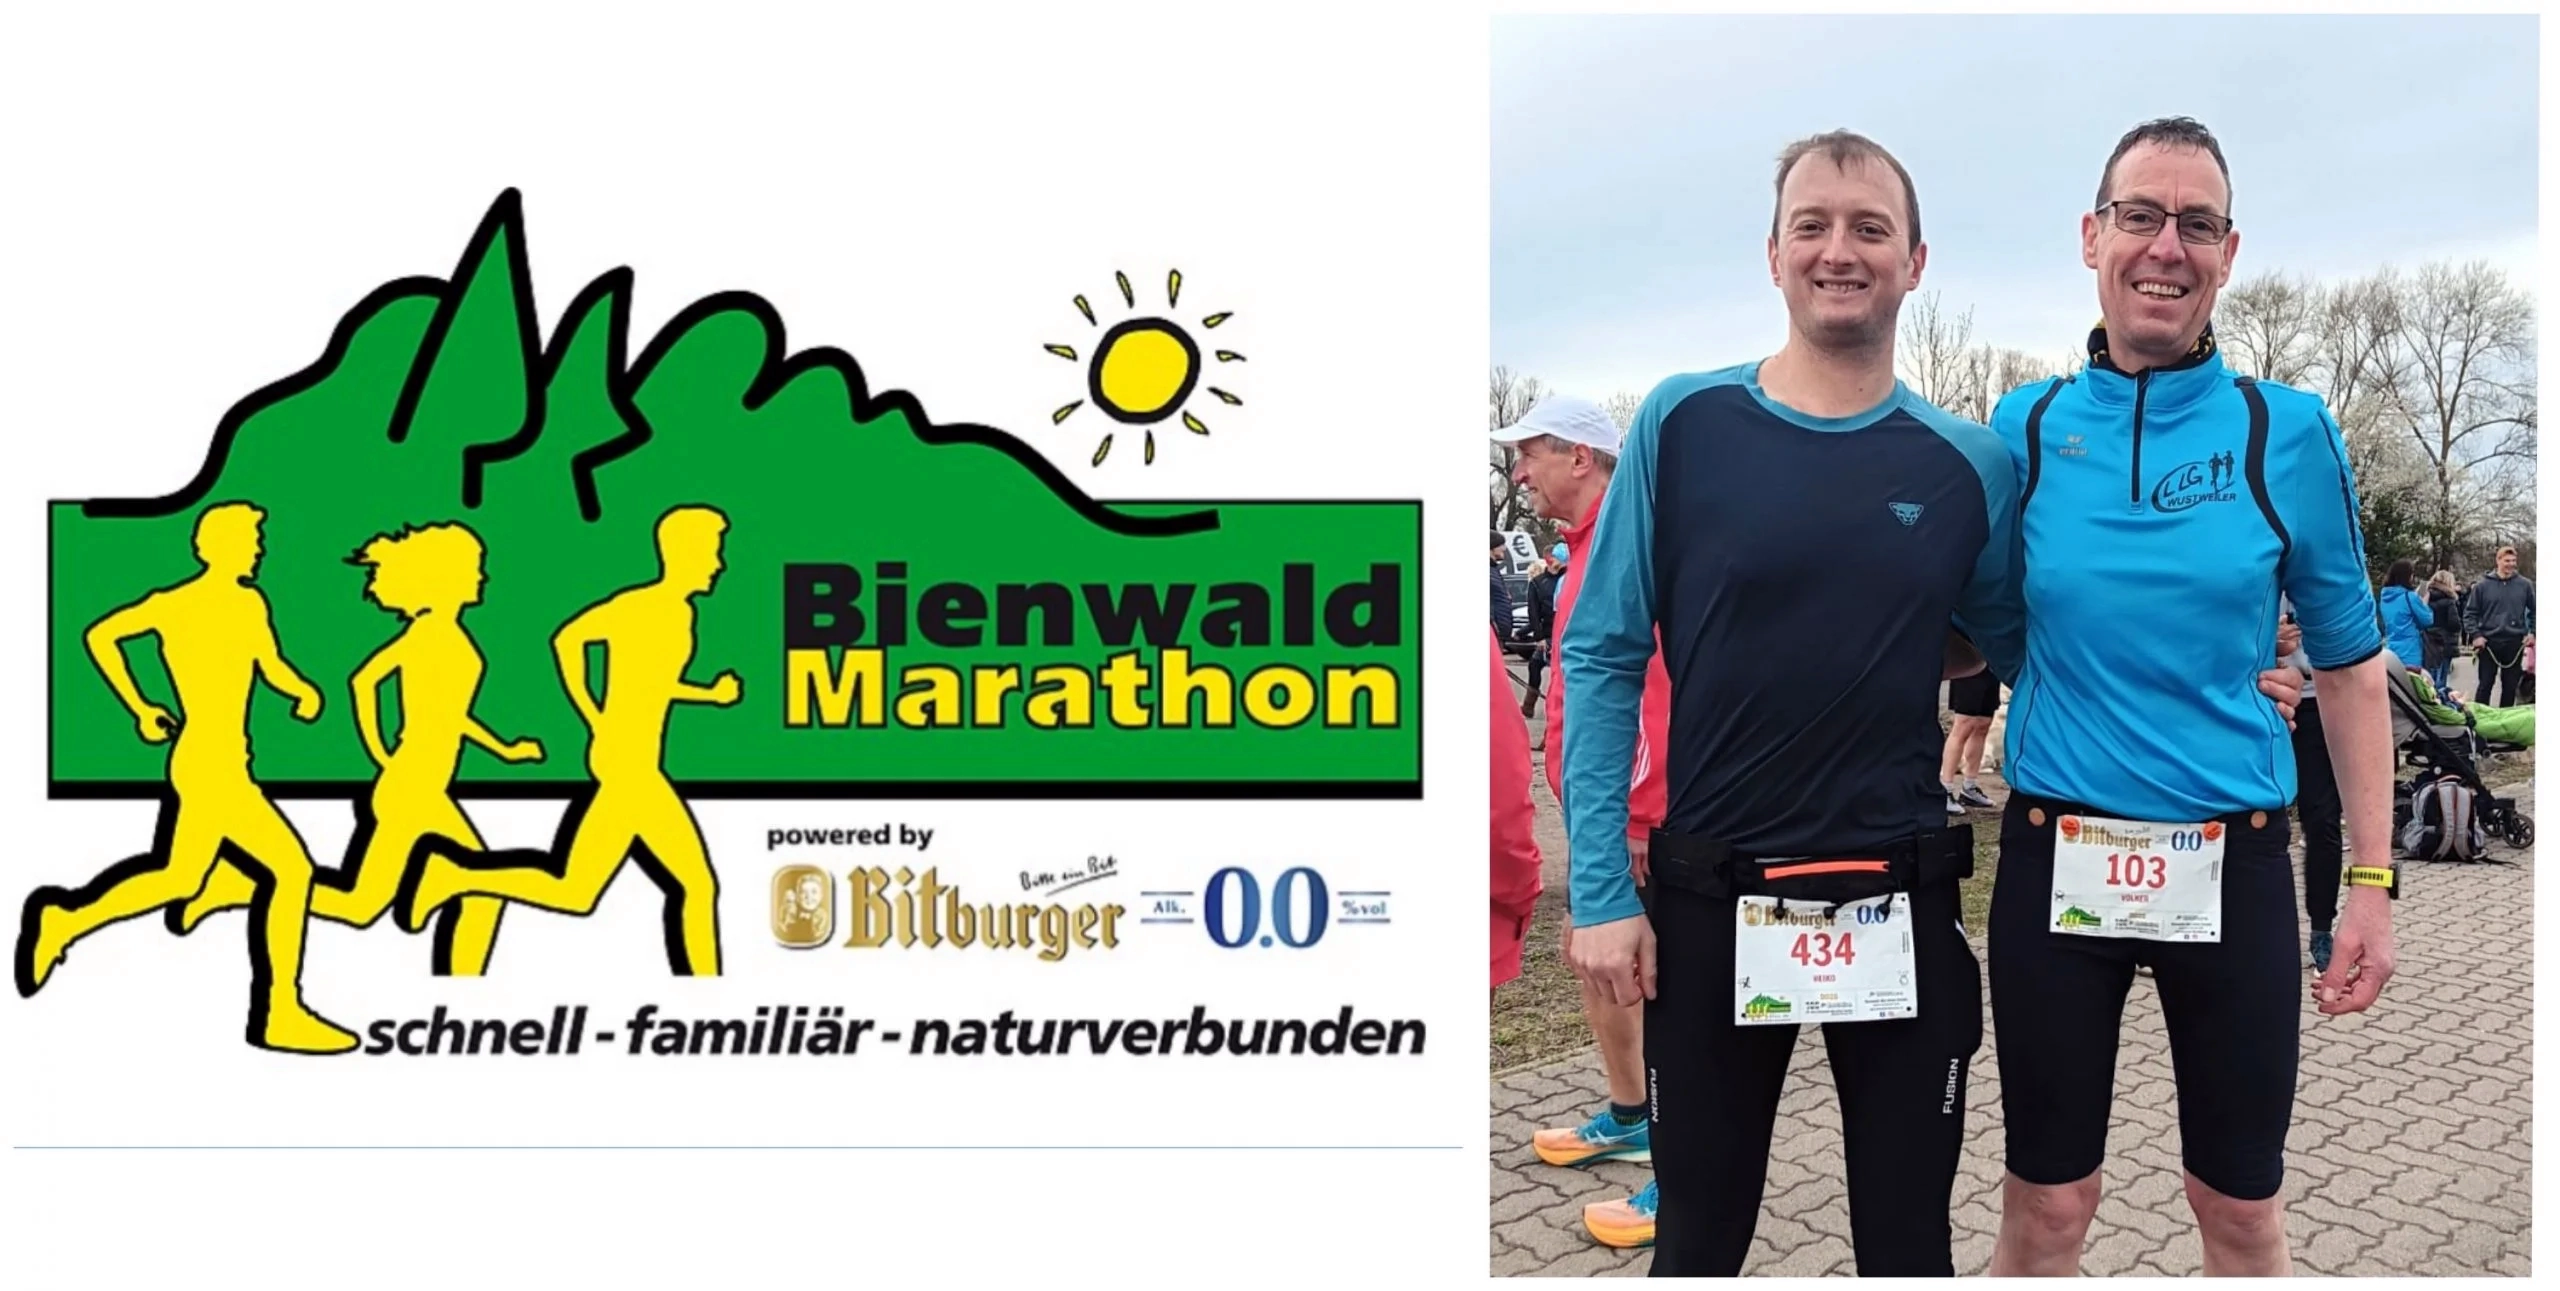 Bienwald
Marathon
powered by
Bitte ein Bit
Bitburger
Alk. 0.0 %vol
schnell - familiär - naturverbunden
€
LLG
WUSTWEILER
Bitburger 0.0
103
VOLKER
Bitburger 0.0
434
HEIKO
FUSION
FUSION